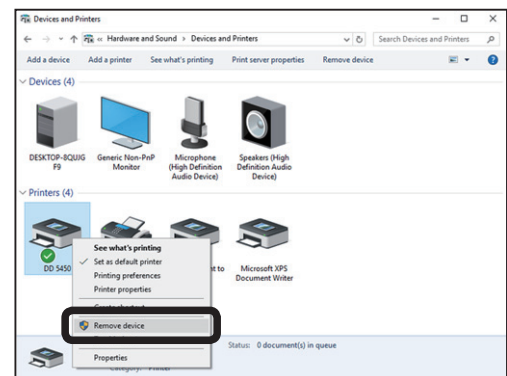 Devices and Printers
« Hardware and Sound > Devices and Printers
Search Devices and Printers
Add a device Add a printer See what's printing Print server properties Remove device
Devices (4)
DESKTOP-8QUJG
F9
Generic Non-PnP
Monitor
Microphone
(High Definition
Audio Device)
Speakers (High
Definition Audio
Device)
Printers (4)
DD 5450
nt to
Microsoft XPS
Document Writer
See what's printing
Set as default printer
Printing preferences
Printer properties
Remove device
Properties
Status: 0 document(s) in queue